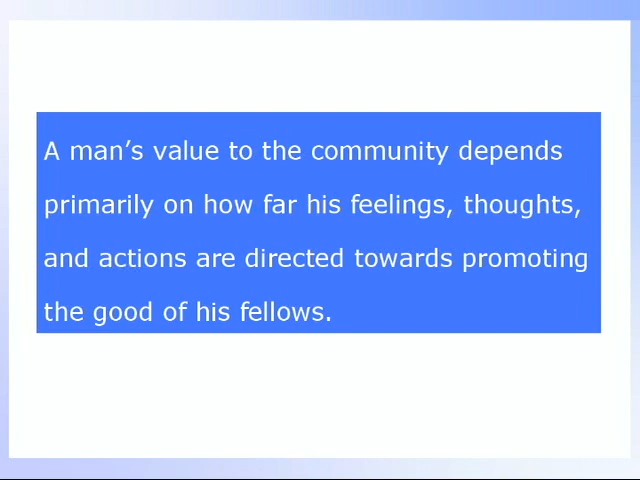 A man’s value to the community depends
primarily on how far his feelings, thoughts,
and actions are directed towards promoting
the good of his fellows.